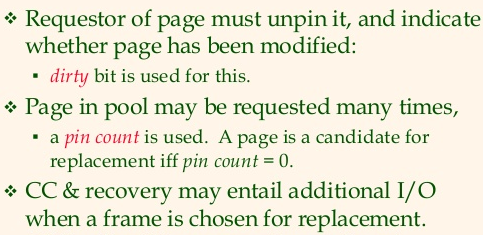 ❖ Requestor of page must unpin it, and indicate
whether page has been modified:
▪ dirty bit is used for this.
❖ Page in pool may be requested many times,
▪ a pin count is used. A page is a candidate for
replacement iff pin count = 0.
❖ CC & recovery may entail additional I/O
when a frame is chosen for replacement.